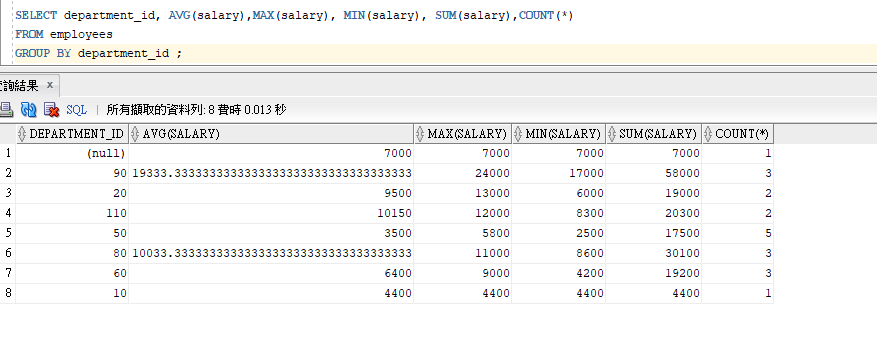 SELECT department_id, AVG(salary),MAX(salary), MIN(salary), SUM(salary),COUNT(*)
FROM employees
GROUP BY department_id ;
查詢結果 x
SQL | 所有擷取的資料列: 8 費時 0.013 秒
DEPARTMENT_ID AVG(SALARY) MAX(SALARY) MIN(SALARY) SUM(SALARY) COUNT(*)
1 (null) 7000 7000 7000 7000 1
2 90 19333.3333333333333333333333333333333333 24000 17000 58000 3
3 20 9500 13000 6000 19000 2
4 110 10150 12000 8300 20300 2
5 50 3500 5800 2500 17500 5
6 80 10033.3333333333333333333333333333333333 11000 8600 30100 3
7 60 6400 9000 4200 19200 3
8 10 4400 4400 4400 4400 1